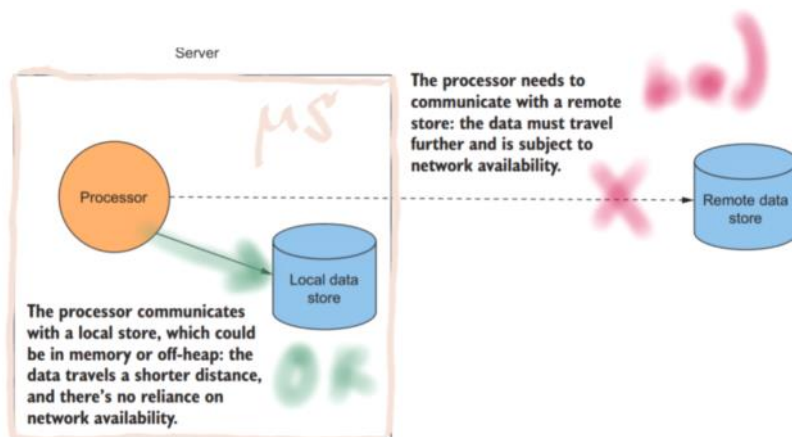 Server
The processor needs to
communicate with a remote
store: the data must travel
further and is subject to
network availability.
bad
μs
Processor
Remote data
store
Local data
store
The processor communicates
with a local store, which could
be in memory or off-heap: the
data travels a shorter distance,
and there's no reliance on
network availability.
OK